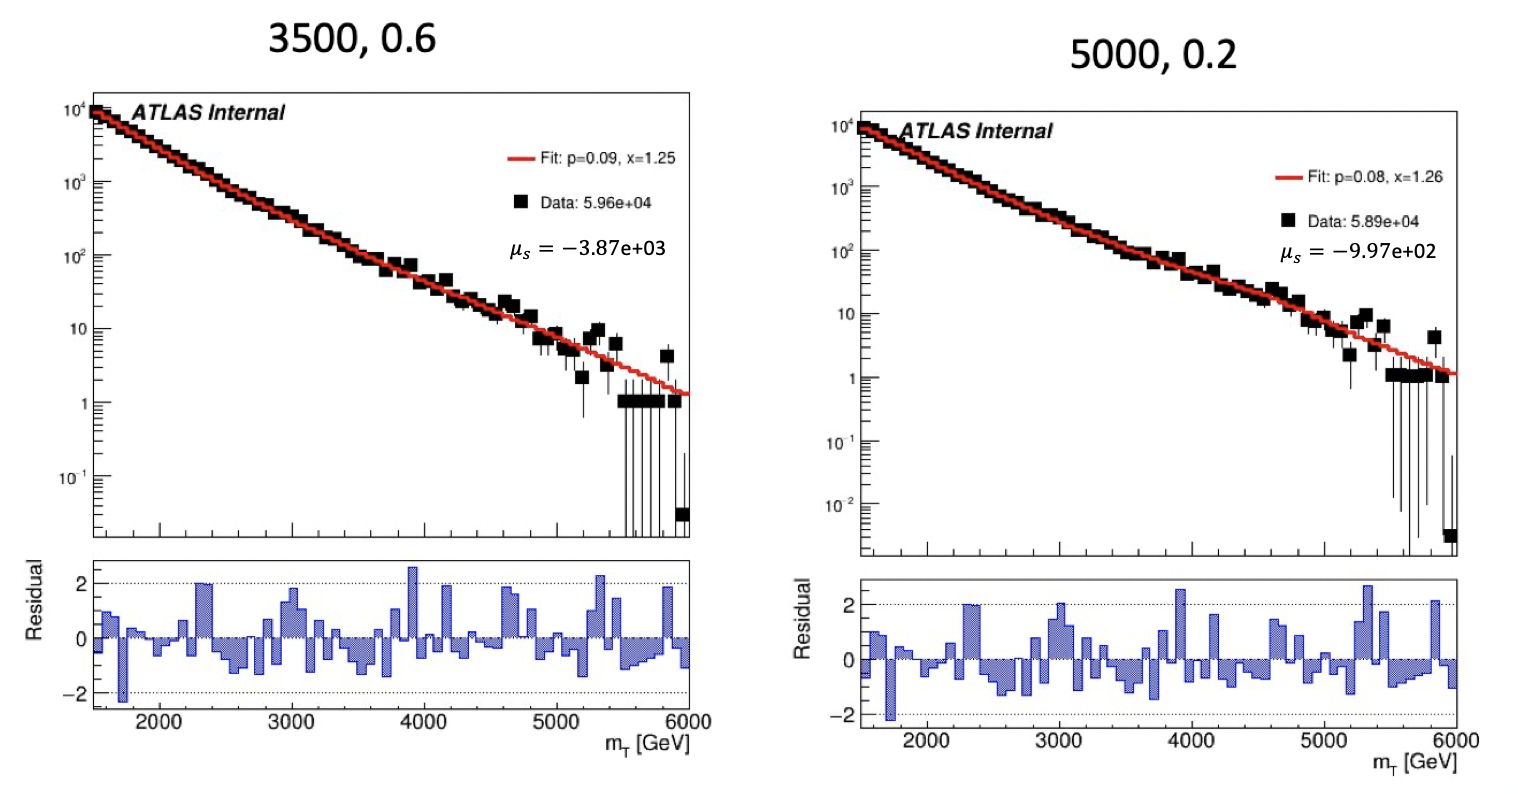 3500, 0.6
ATLAS Internal
Fit: p=0.09, x=1.25
Data: 5.96e+04
μₛ = −3.87e+03
10⁴
10³
10²
10
1
10⁻¹
Residual
2
0
−2
2000 3000 4000 5000 6000
m_T [GeV]
5000, 0.2
ATLAS Internal
Fit: p=0.08, x=1.26
Data: 5.89e+04
μₛ = −9.97e+02
10⁴
10³
10²
10
1
10⁻¹
10⁻²
Residual
2
0
−2
2000 3000 4000 5000 6000
m_T [GeV]